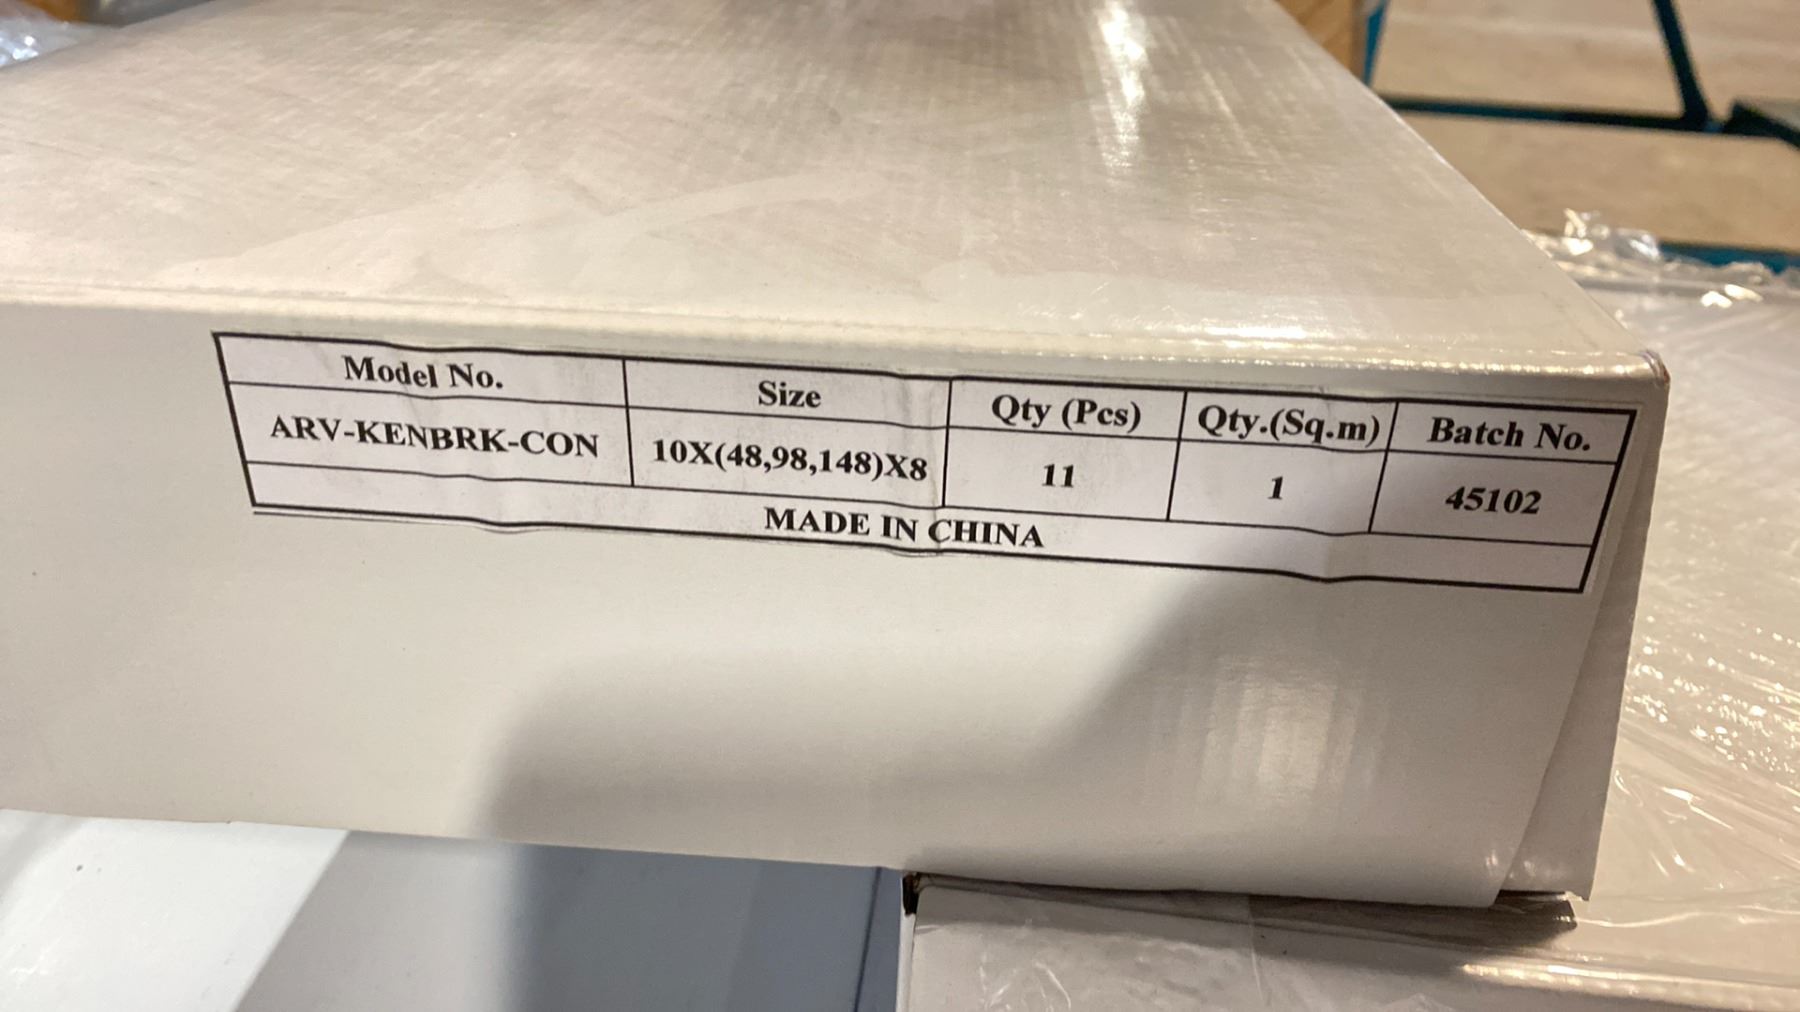 Model No. Size Qty (Pcs) Qty.(Sq.m) Batch No.
ARV-KENBRK-CON 10X(48,98,148)X8 11 1 45102
MADE IN CHINA